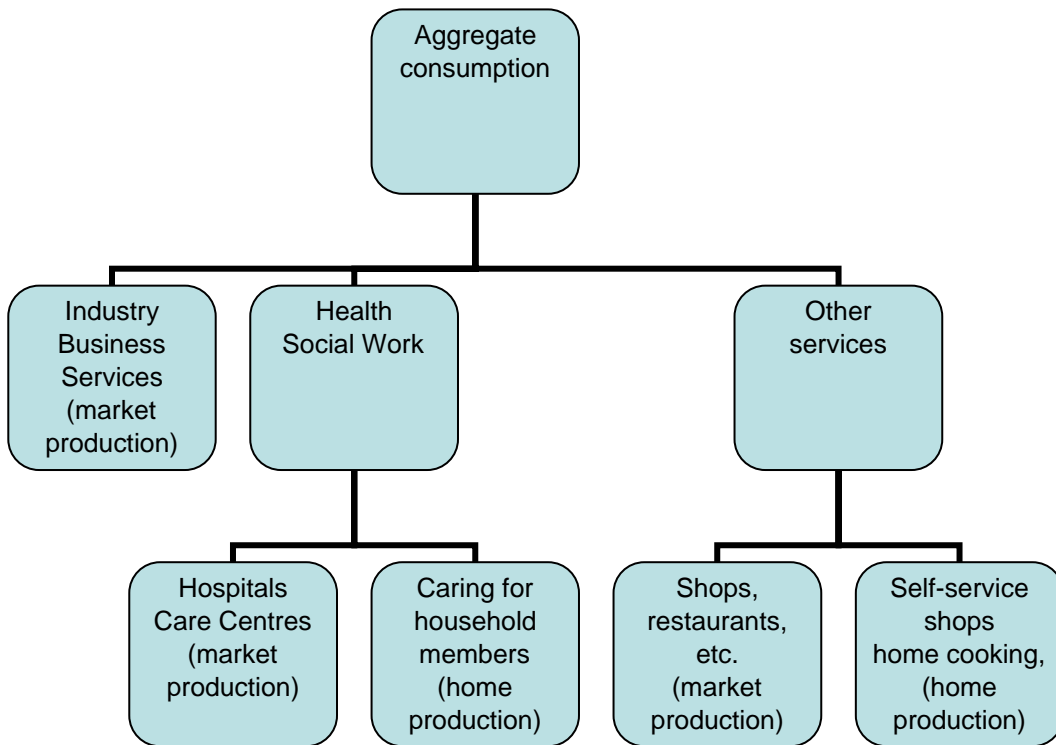 Aggregate
consumption
Industry
Business
Services
(market
production)
Health
Social Work
Other
services
Hospitals
Care Centres
(market
production)
Caring for
household
members
(home
production)
Shops,
restaurants,
etc.
(market
production)
Self-service
shops
home cooking,
(home
production)